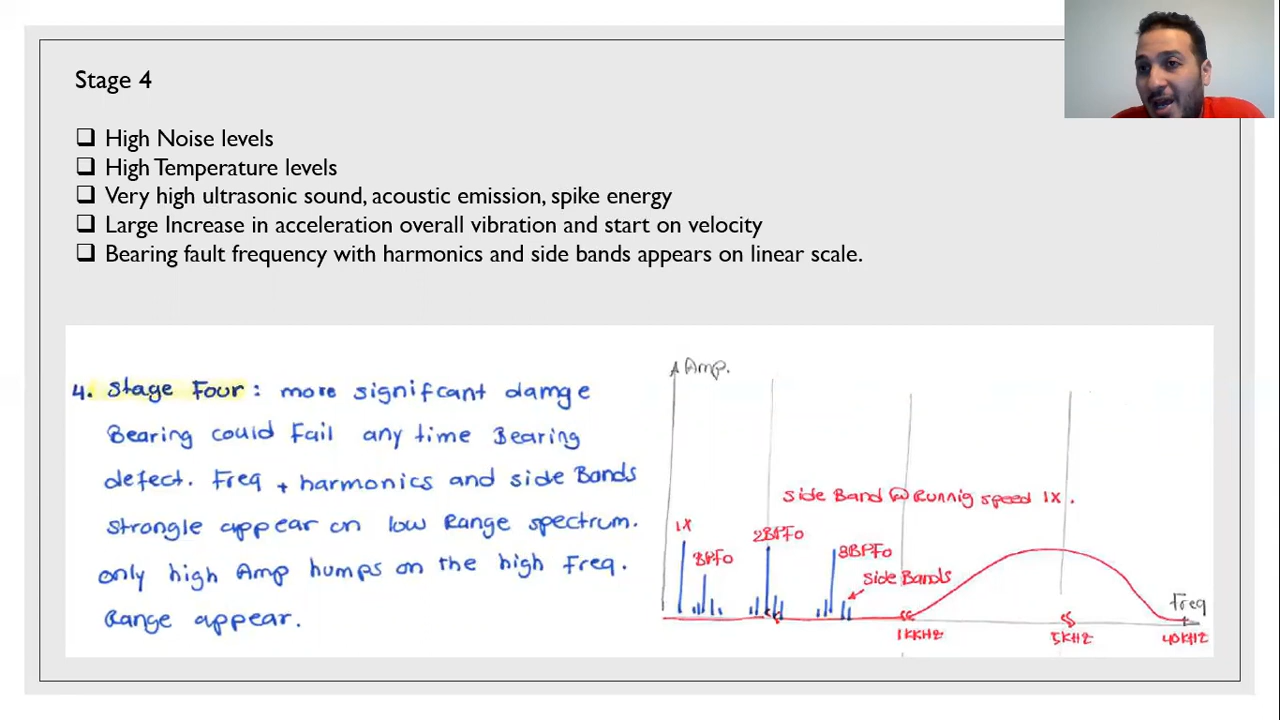 Stage 4
❑ High Noise levels
❑ High Temperature levels
❑ Very high ultrasonic sound, acoustic emission, spike energy
❑ Large Increase in acceleration overall vibration and start on velocity
❑ Bearing fault frequency with harmonics and side bands appears on linear scale.
4. Stage Four: more signifcant damge
Bearing could Fail any time Bearing
defect. Freq + harmonics and side Bands
strongle appear on low Range spectrum.
only high Amp humps on the high Freq.
Range appear.
Amp.
side Band @ Runnig speed 1X.
1X
BPFo
2BPFo
3BPFo
side Bands
Freq
1KKHZ
5KHZ
40KHZ